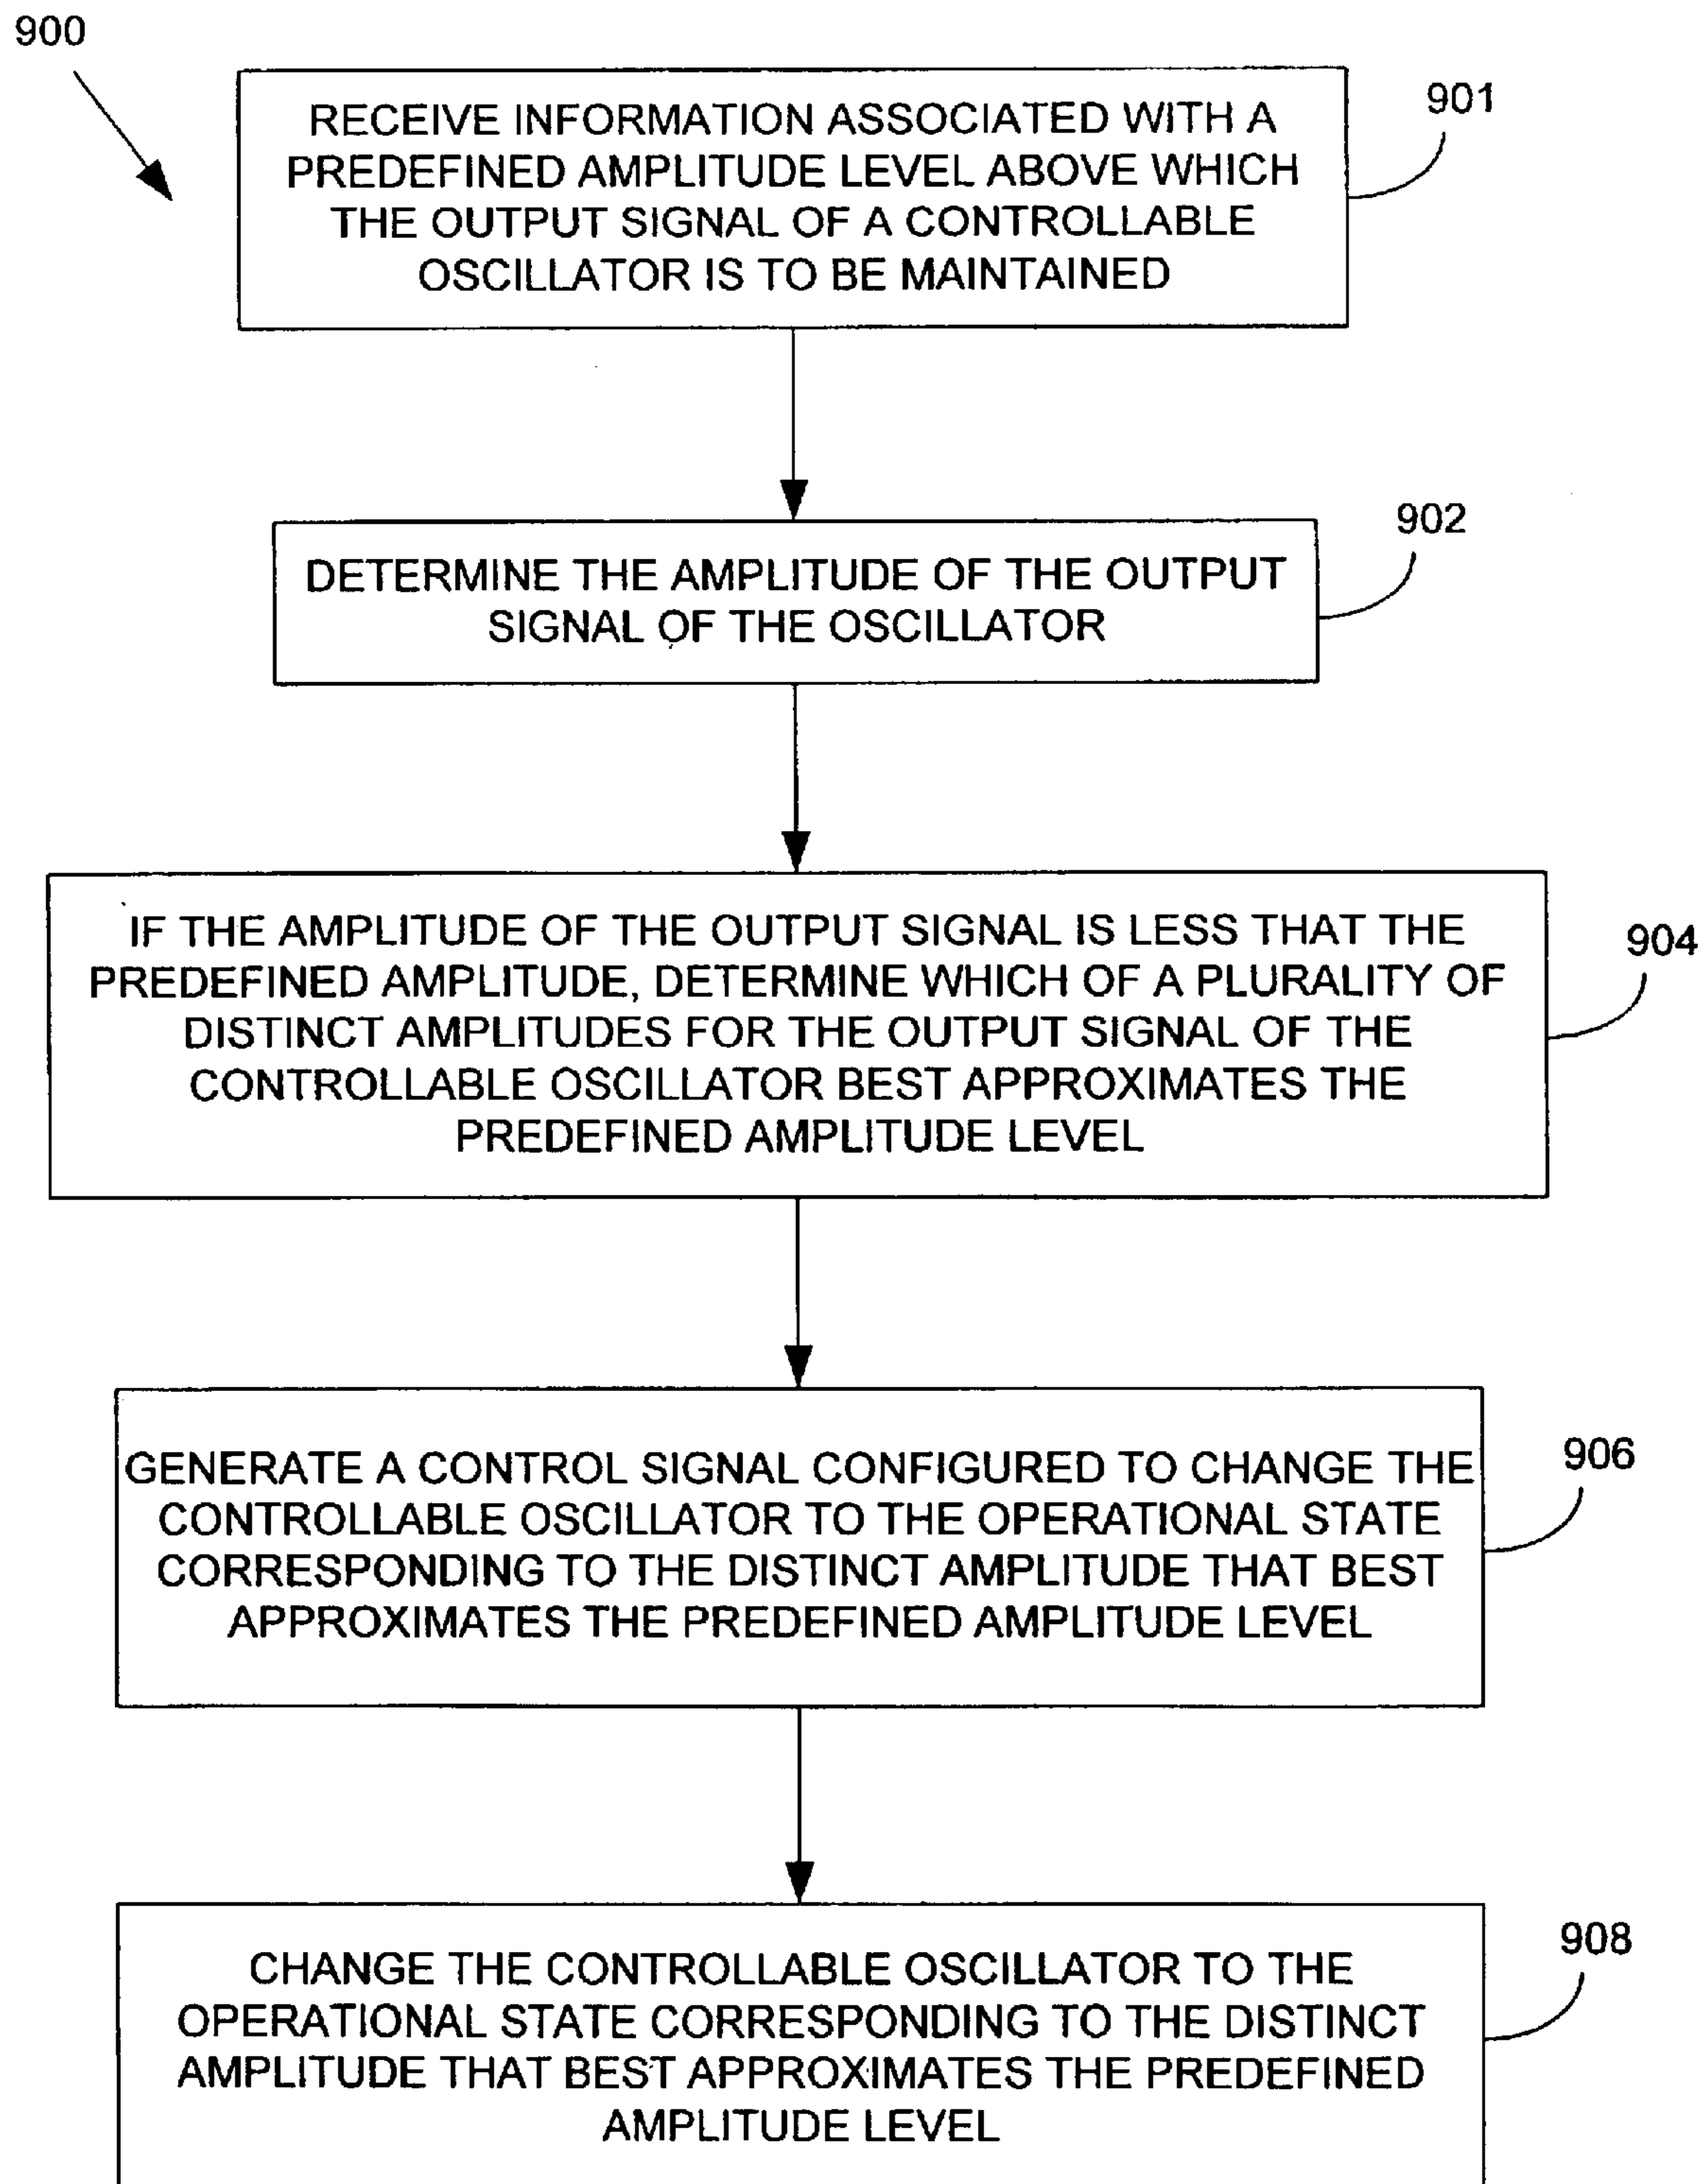 900
RECEIVE INFORMATION ASSOCIATED WITH A
PREDEFINED AMPLITUDE LEVEL ABOVE WHICH
THE OUTPUT SIGNAL OF A CONTROLLABLE
OSCILLATOR IS TO BE MAINTAINED
901
DETERMINE THE AMPLITUDE OF THE OUTPUT
SIGNAL OF THE OSCILLATOR
902
IF THE AMPLITUDE OF THE OUTPUT SIGNAL IS LESS THAT THE
PREDEFINED AMPLITUDE, DETERMINE WHICH OF A PLURALITY OF
DISTINCT AMPLITUDES FOR THE OUTPUT SIGNAL OF THE
CONTROLLABLE OSCILLATOR BEST APPROXIMATES THE
PREDEFINED AMPLITUDE LEVEL
904
GENERATE A CONTROL SIGNAL CONFIGURED TO CHANGE THE
CONTROLLABLE OSCILLATOR TO THE OPERATIONAL STATE
CORRESPONDING TO THE DISTINCT AMPLITUDE THAT BEST
APPROXIMATES THE PREDEFINED AMPLITUDE LEVEL
906
CHANGE THE CONTROLLABLE OSCILLATOR TO THE
OPERATIONAL STATE CORRESPONDING TO THE DISTINCT
AMPLITUDE THAT BEST APPROXIMATES THE PREDEFINED
AMPLITUDE LEVEL
908